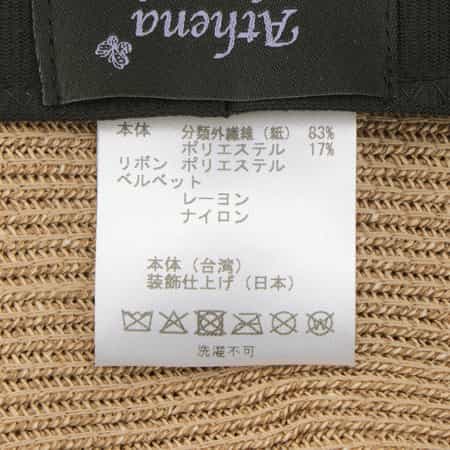 Athena
本体 分類外繊維（紙） 83%
ポリエステル 17%
リボン ポリエステル
ベルベット
レーヨン
ナイロン
本体（台湾）
装飾仕上げ（日本）
洗濯不可